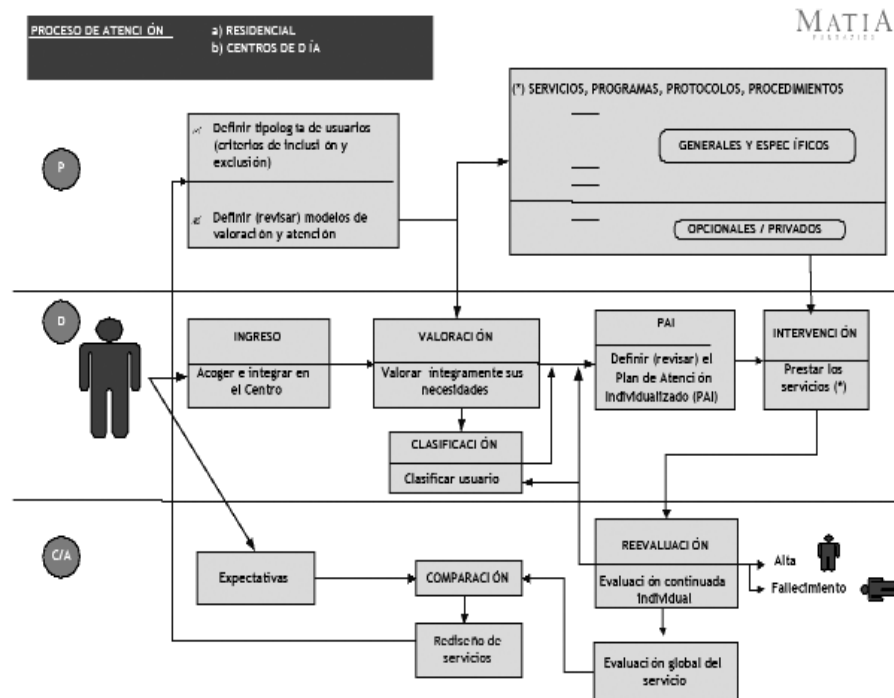 PROCESO DE ATENCIÓN
a) RESIDENCIAL
b) CENTROS DE DÍA
MATIA
P
Definir tipología de usuarios
(criterios de inclusión y
exclusión)
Definir (revisar) modelos de
valoración y atención
(*) SERVICIOS, PROGRAMAS, PROTOCOLOS, PROCEDIMIENTOS
GENERALES Y ESPECÍFICOS
OPCIONALES / PRIVADOS
D
INGRESO
Acoger e integrar en
el Centro
VALORACIÓN
Valorar íntegramente sus
necesidades
CLASIFICACIÓN
Clasificar usuario
PAI
Definir (revisar) el
Plan de Atención
Individualizado (PAI)
INTERVENCIÓN
Prestar los
servicios (*)
C/A
Expectativas
COMPARACIÓN
Rediseño de
servicios
REEVALUACIÓN
Evaluación continuada
individual
Evaluación global del
servicio
Alta
Fallecimiento